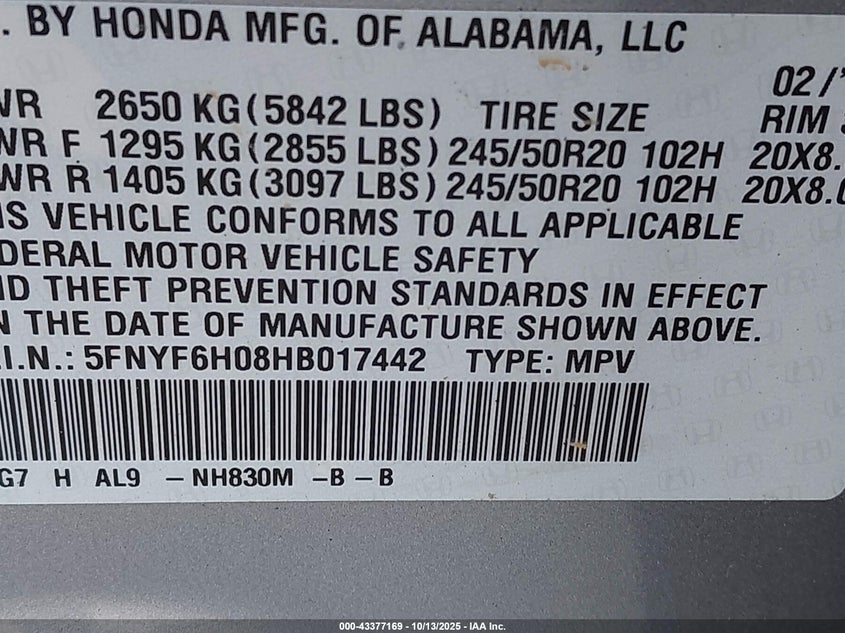 . BY HONDA MFG. OF ALABAMA, LLC
02/
WR 2650 KG (5842 LBS) TIRE SIZE RIM
WR F 1295 KG (2855 LBS) 245/50R20 102H 20X8.
WR R 1405 KG (3097 LBS) 245/50R20 102H 20X8.0
IS VEHICLE CONFORMS TO ALL APPLICABLE
DERAL MOTOR VEHICLE SAFETY
ND THEFT PREVENTION STANDARDS IN EFFECT
N THE DATE OF MANUFACTURE SHOWN ABOVE.
.I.N.: 5FNYF6H08HB017442 TYPE: MPV
G7 H AL9 - NH830M -B - B
000-43377169 | 10/13/2025 - IAA Inc.